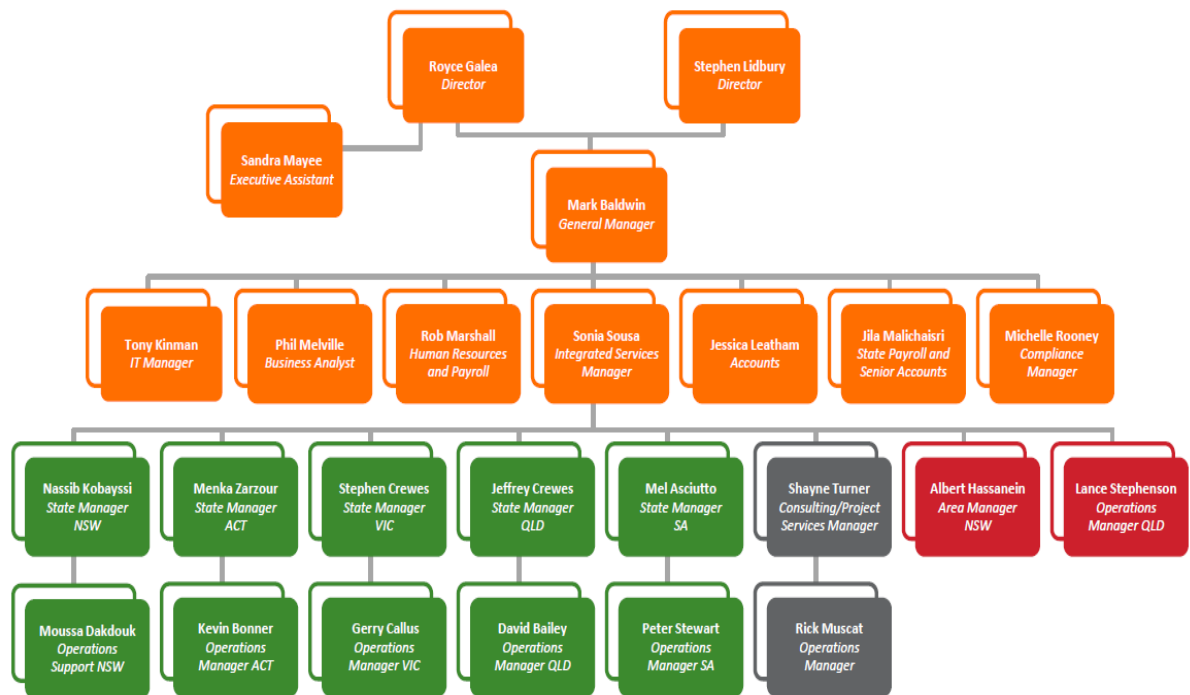 Royce Galea
Director
Stephen Lidbury
Director
Sandra Mayee
Executive Assistant
Mark Baldwin
General Manager
Tony Kinman
IT Manager
Phil Melville
Business Analyst
Rob Marshall
Human Resources
and Payroll
Sonia Sousa
Integrated Services
Manager
Jessica Leatham
Accounts
Jila Malichaisri
State Payroll and
Senior Accounts
Michelle Rooney
Compliance
Manager
Nassib Kobayssi
State Manager
NSW
Menka Zarzour
State Manager
ACT
Stephen Crewes
State Manager
VIC
Jeffrey Crewes
State Manager
QLD
Mel Asciutto
State Manager
SA
Shayne Turner
Consulting/Project
Services Manager
Albert Hassanein
Area Manager
NSW
Lance Stephenson
Operations
Manager QLD
Moussa Dakdouk
Operations
Support NSW
Kevin Bonner
Operations
Manager ACT
Gerry Callus
Operations
Manager VIC
David Bailey
Operations
Manager QLD
Peter Stewart
Operations
Manager SA
Rick Muscat
Operations
Manager